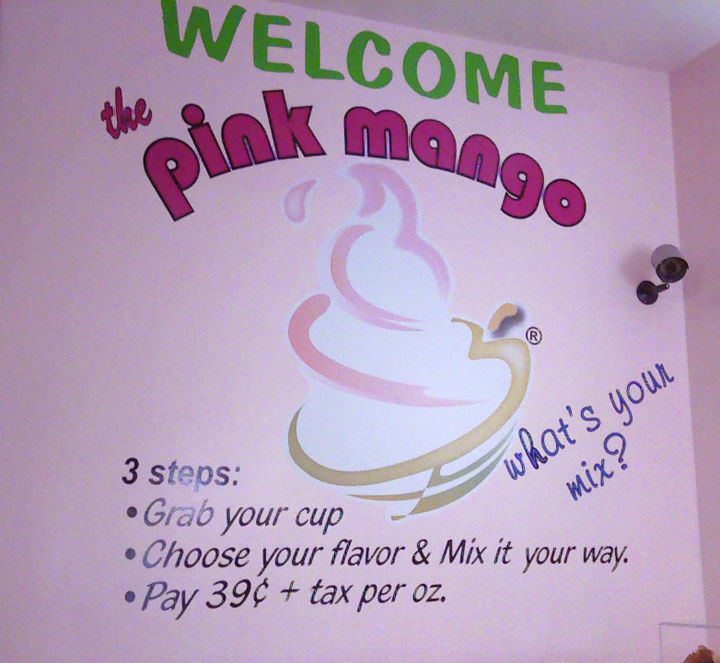 WELCOME
the
pink mango
®
what's your
mix?
3 steps:
• Grab your cup
• Choose your flavor & Mix it your way.
• Pay 39¢ + tax per oz.